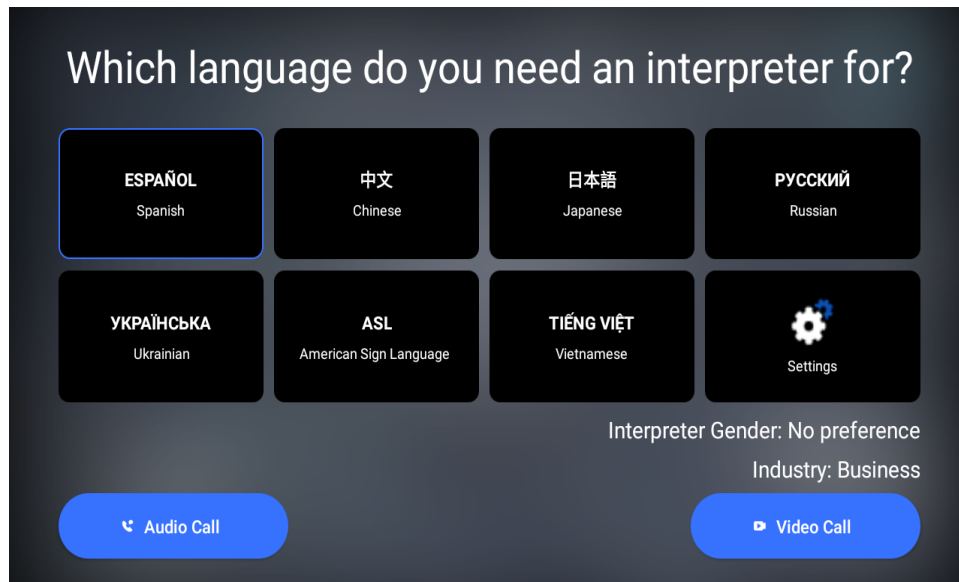 Which language do you need an interpreter for?
ESPAÑOL
Spanish
中文
Chinese
日本語
Japanese
РУССКИЙ
Russian
УКРАЇНСЬКА
Ukrainian
ASL
American Sign Language
TIẾNG VIỆT
Vietnamese
Settings
Interpreter Gender: No preference
Industry: Business
Audio Call
Video Call